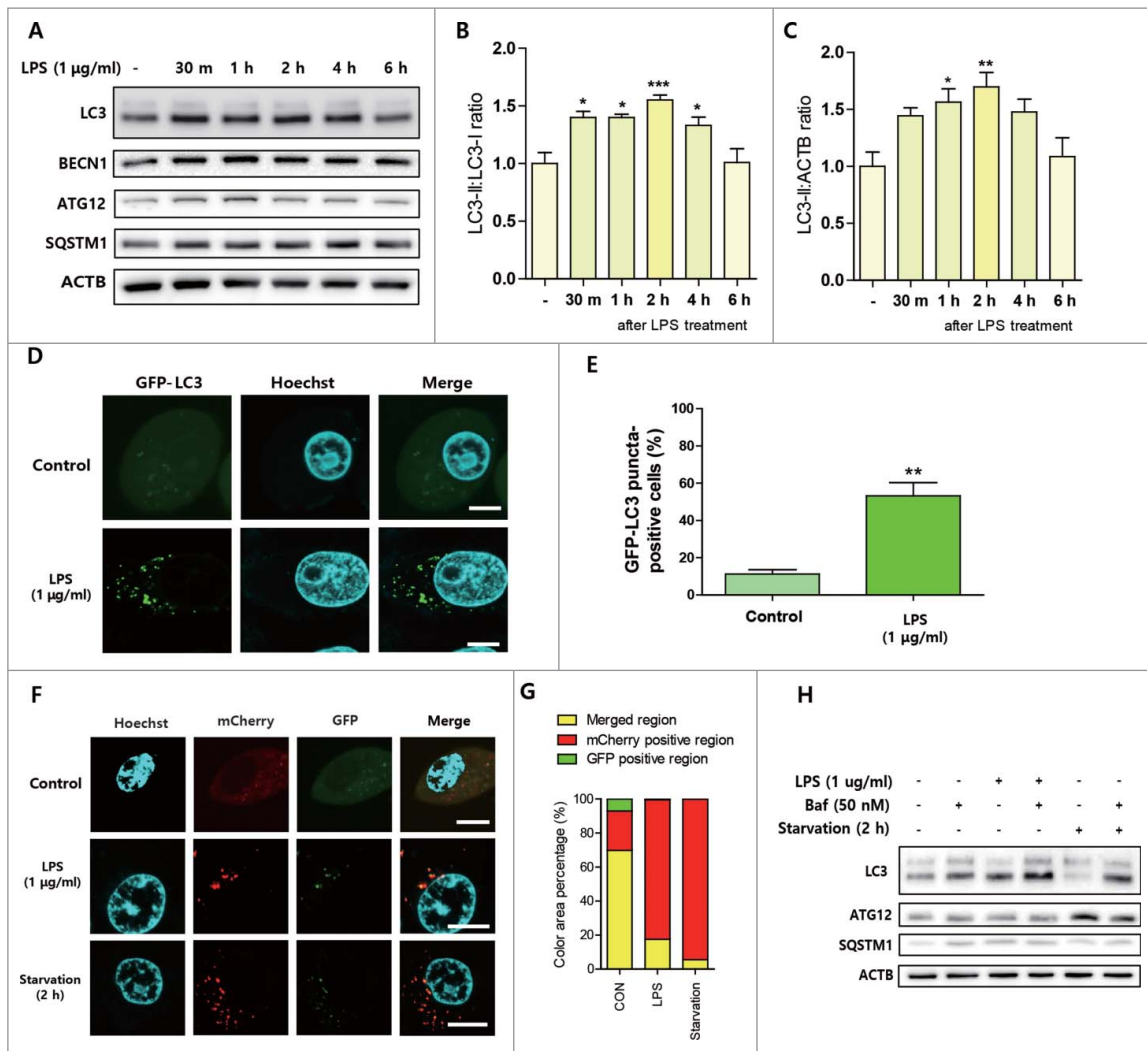 A
LPS (1 µg/ml) - 30 m 1 h 2 h 4 h 6 h
LC3
BECN1
ATG12
SQSTM1
ACTB
B
LC3-II:LC3-I ratio
2.0
1.5
1.0
0.5
0.0
* * *** *
- 30 m 1 h 2 h 4 h 6 h
after LPS treatment
C
LC3-II:ACTB ratio
2.0
1.5
1.0
0.5
0.0
* **
- 30 m 1 h 2 h 4 h 6 h
after LPS treatment
D
GFP-LC3 Hoechst Merge
Control
LPS
(1 µg/ml)
E
GFP-LC3 puncta-
positive cells (%)
100
80
60
40
20
0
**
Control LPS
(1 µg/ml)
F
Hoechst mCherry GFP Merge
Control
LPS
(1 µg/ml)
Starvation
(2 h)
G
Merged region
mCherry positive region
GFP positive region
Color area percentage (%)
100
80
60
40
20
0
CON LPS Starvation
H
LPS (1 ug/ml) - - + + - -
Baf (50 nM) - + - + - +
Starvation (2 h) - - - - + +
LC3
ATG12
SQSTM1
ACTB